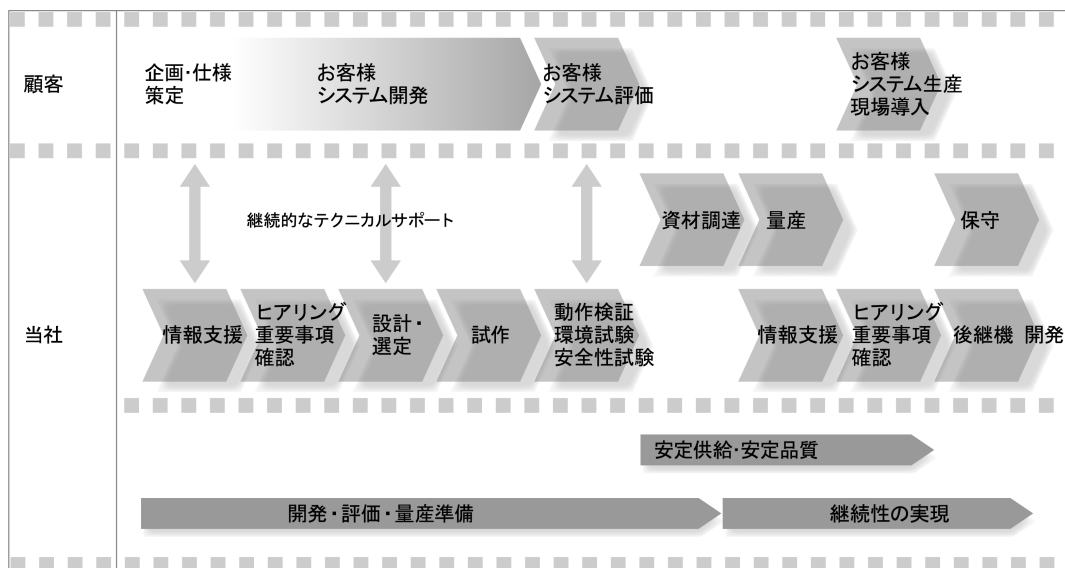 顧客
企画・仕様
策定
お客様
システム開発
お客様
システム評価
お客様
システム生産
現場導入
継続的なテクニカルサポート
資材調達
量産
保守
当社
情報支援
ヒアリング
重要事項
確認
設計・
選定
試作
動作検証
環境試験
安全性試験
情報支援
ヒアリング
重要事項
確認
後継機 開発
安定供給・安定品質
開発・評価・量産準備
継続性の実現